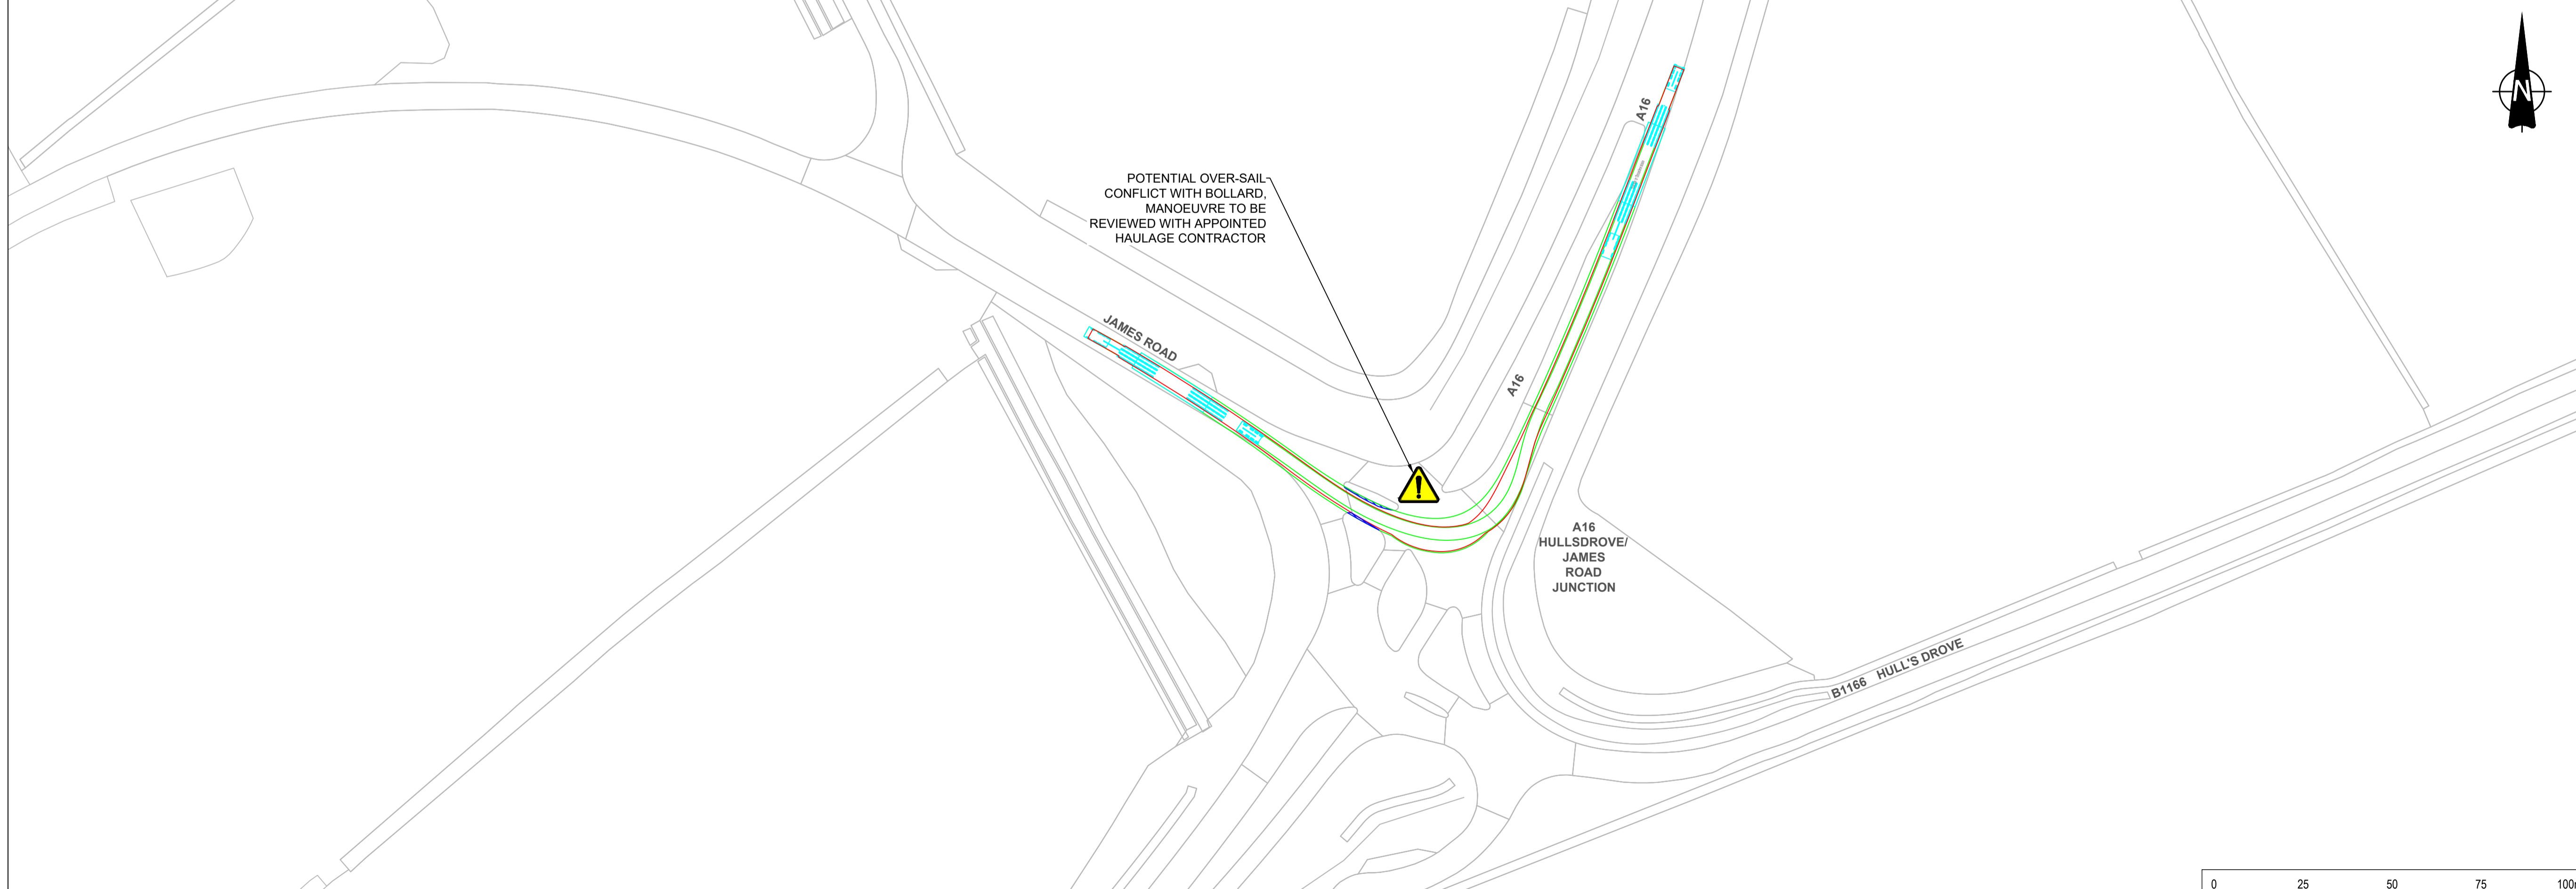 N
A16
POTENTIAL OVER-SAIL
CONFLICT WITH BOLLARD,
MANOEUVRE TO BE
REVIEWED WITH APPOINTED
HAULAGE CONTRACTOR
JAMES ROAD
A16
!
A16
HULLSDROVE/
JAMES
ROAD
JUNCTION
B1166 HULL'S DROVE
0 25 50 75 100